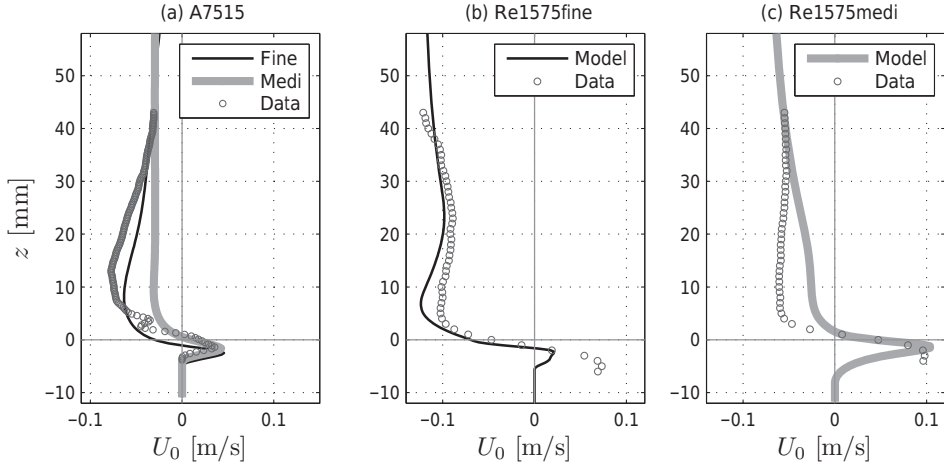 (a) A7515
(b) Re1575fine
(c) Re1575medi
Fine
Medi
Data
Model
Data
Model
Data
z [mm]
50
40
30
20
10
0
−10
50
40
30
20
10
0
−10
50
40
30
20
10
0
−10
−0.1 0 0.1
−0.1 0 0.1
−0.1 0 0.1
U0 [m/s]
U0 [m/s]
U0 [m/s]